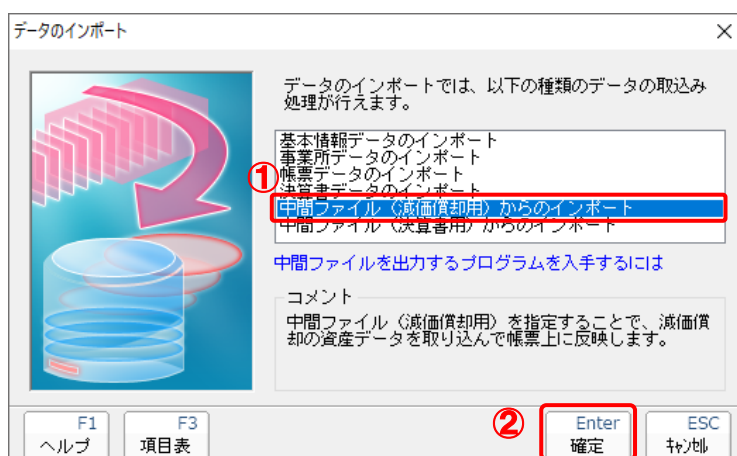 データのインポート
データのインポートでは、以下の種類のデータの取込み
処理が行えます。
基本情報データのインポート
事業所データのインポート
①
帳票データのインポート
決算書データのインポート
中間ファイル（減価償却用）からのインポート
中間ファイル（決算書用）からのインポート
中間ファイルを出力するプログラムを入手するには
コメント
中間ファイル（減価償却用）を指定することで、減価償
却の資産データを取り込んで帳票上に反映します。
F1
ヘルプ
F3
項目表
②
Enter
確定
ESC
ｷｬﾝｾﾙ